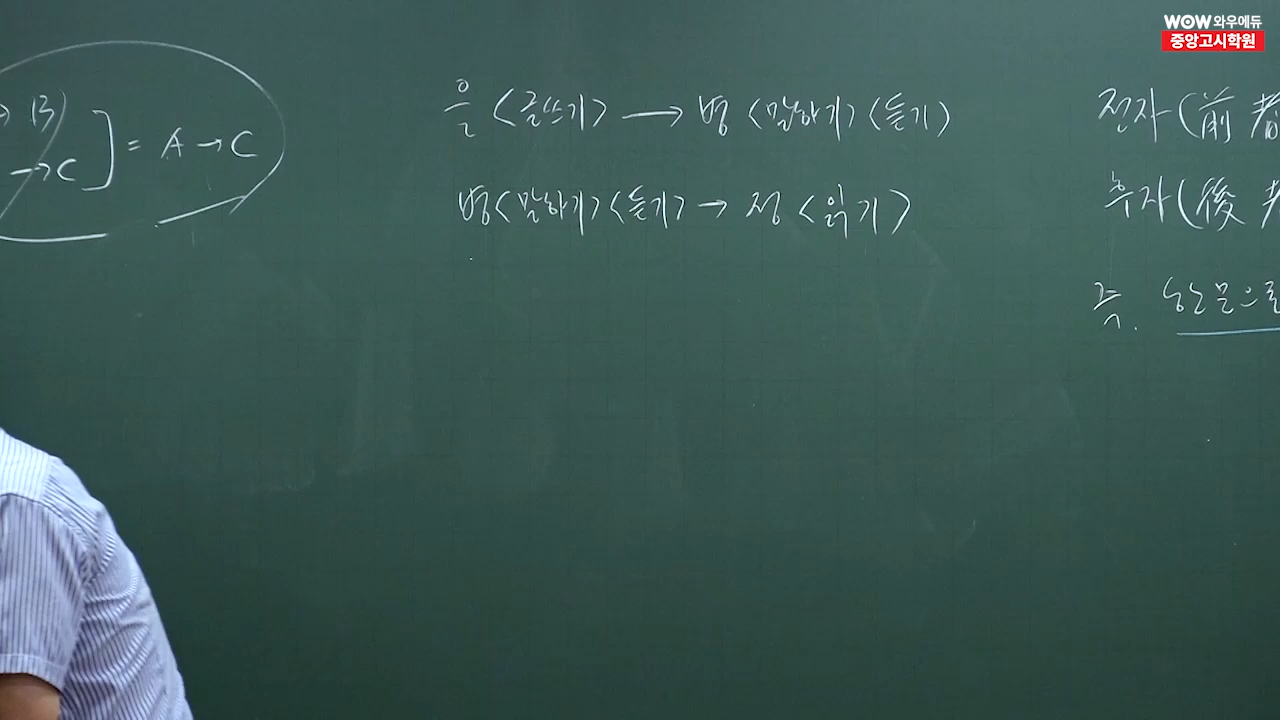 WOW 와우에듀
중앙고시학원
→ B
→ C ] = A → C
을 <글쓰기> → 병 <말하기> <듣기>
병 <말하기> <듣기> → 정 <읽기>
전자 (前者
후자 (後
즉.